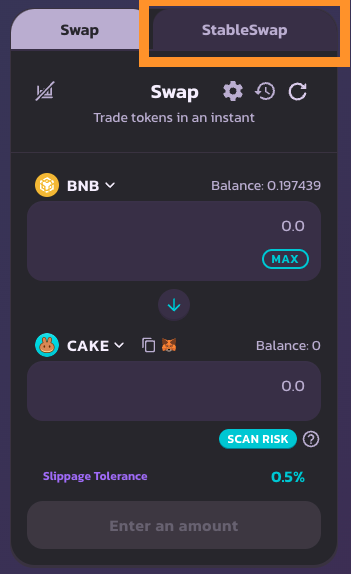 Swap StableSwap
Swap
Trade tokens in an instant
BNB Balance: 0.197439
0.0
MAX
CAKE Balance: 0
0.0
SCAN RISK ?
Slippage Tolerance 0.5%
Enter an amount